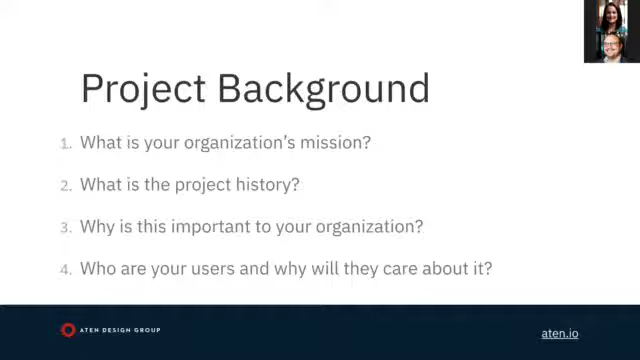 Project Background
1. What is your organization's mission?
2. What is the project history?
3. Why is this important to your organization?
4. Who are your users and why will they care about it?
ATEN DESIGN GROUP
aten.io